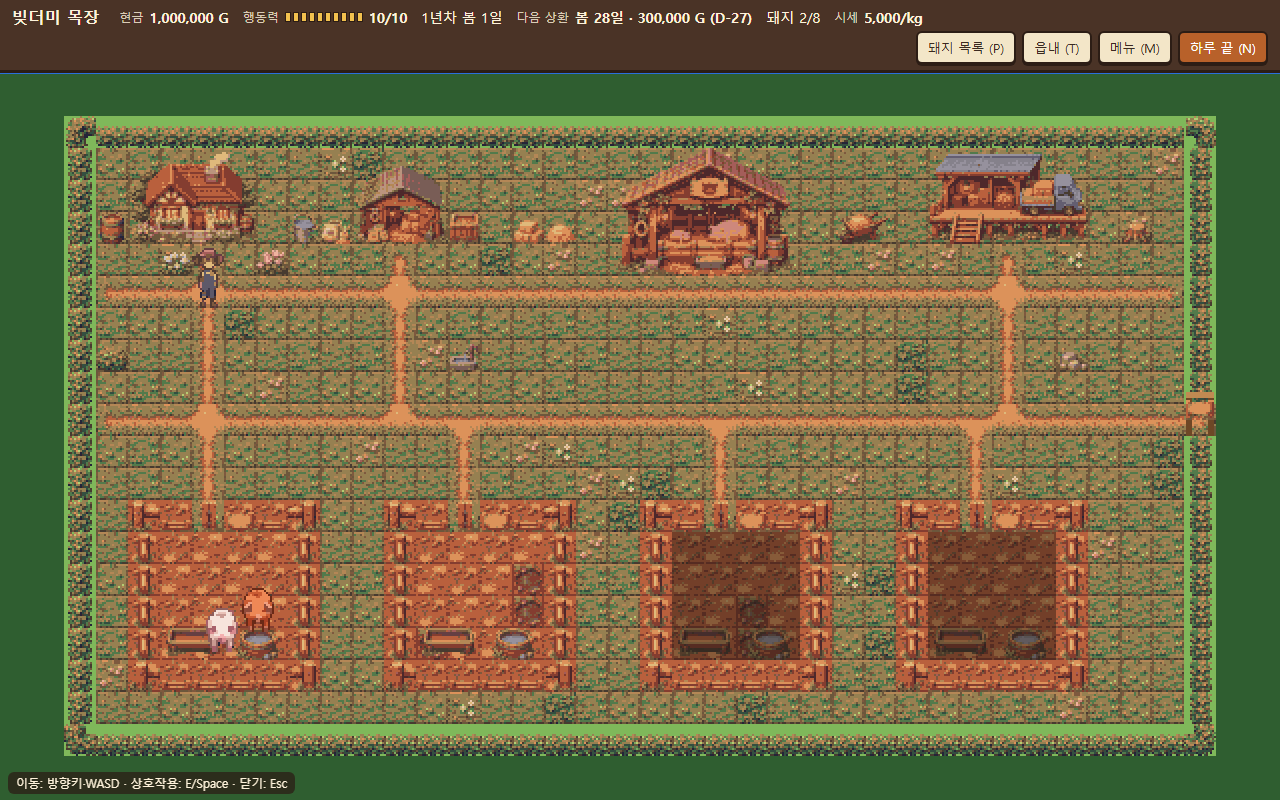 빚더미 목장 현금 1,000,000 G 행동력 10/10 1년차 봄 1일 다음 상환 봄 28일 · 300,000 G (D-27) 돼지 2/8 시세 5,000/kg
돼지 목록 (P) 읍내 (T) 메뉴 (M) 하루 끝 (N)
이동: 방향키·WASD · 상호작용: E/Space · 닫기: Esc